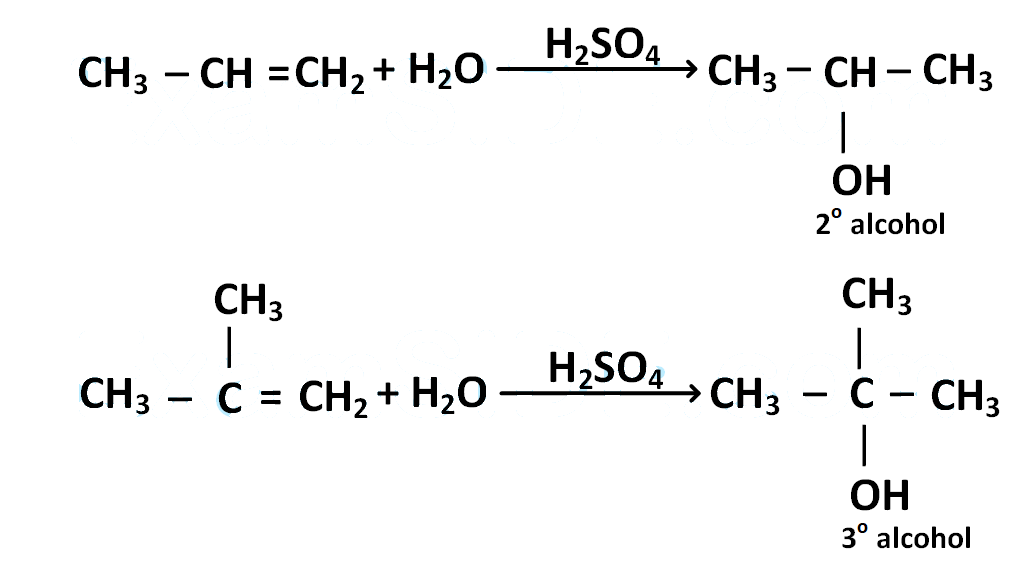 H₂SO₄
CH₃ – CH =CH₂ + H₂O ⟶ CH₃ – CH – CH₃
|
OH
2° alcohol
CH₃ CH₃
| |
H₂SO₄
CH₃ – C = CH₂ + H₂O ⟶ CH₃ – C – CH₃
|
OH
3° alcohol